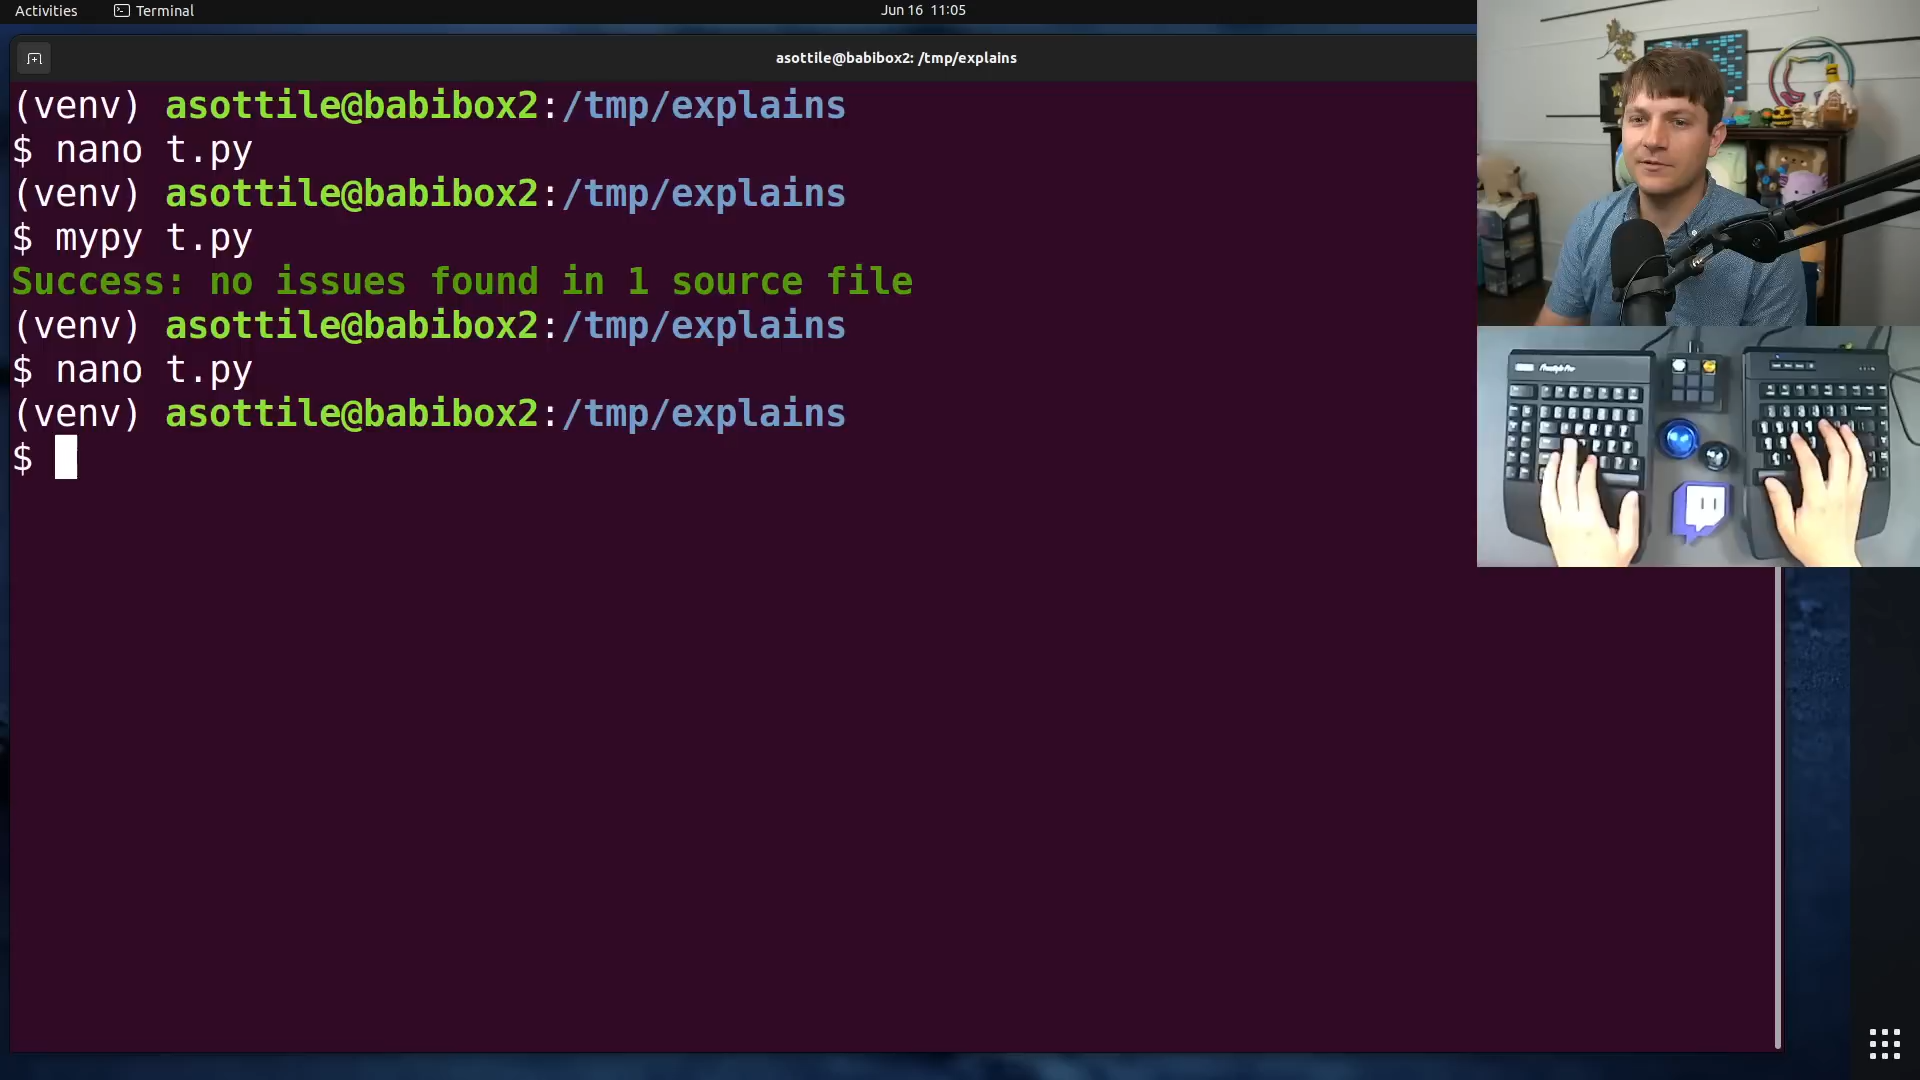 Activities
Terminal
Jun 16 11:05
asottile@babibox2: /tmp/explains
(venv) asottile@babibox2:/tmp/explains
$ nano t.py
(venv) asottile@babibox2:/tmp/explains
$ mypy t.py
Success: no issues found in 1 source file
(venv) asottile@babibox2:/tmp/explains
$ nano t.py
(venv) asottile@babibox2:/tmp/explains
$
Freestyle Pro